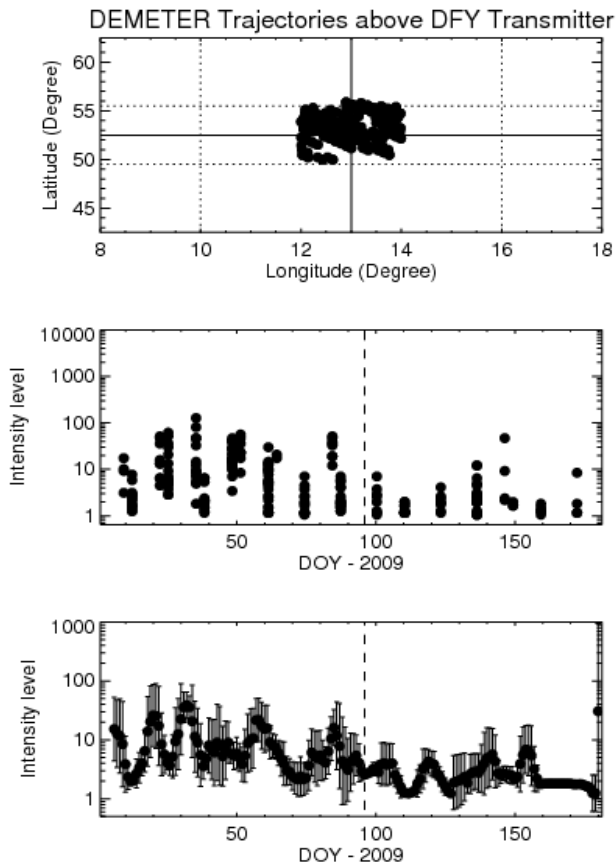 DEMETER Trajectories above DFY Transmitter
60
55
50
45
Latitude (Degree)
8 10 12 14 16 18
Longitude (Degree)
10000
1000
100
10
1
Intensity level
50 100 150
DOY - 2009
1000
100
10
1
Intensity level
50 100 150
DOY - 2009